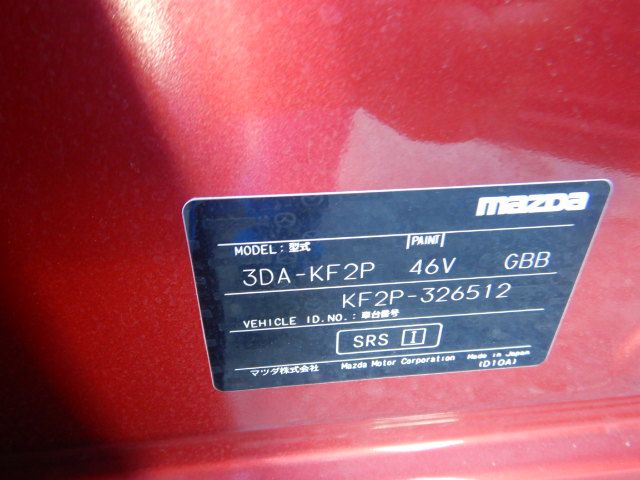 mazda
MODEL: 型式 PAINT
3DA-KF2P 46V GBB
KF2P-326512
VEHICLE ID.NO.: 車台番号
SRS I
マツダ株式会社 Mazda Motor Corporation Made in Japan
(D10A)